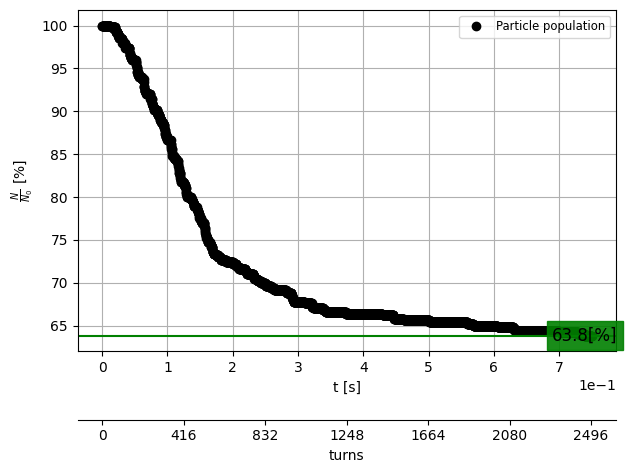 Particle population
100
95
90
85
80
75
70
65
N/N₀ [%]
63.8[%]
0 1 2 3 4 5 6 7
1e−1
t [s]
0 416 832 1248 1664 2080 2496
turns